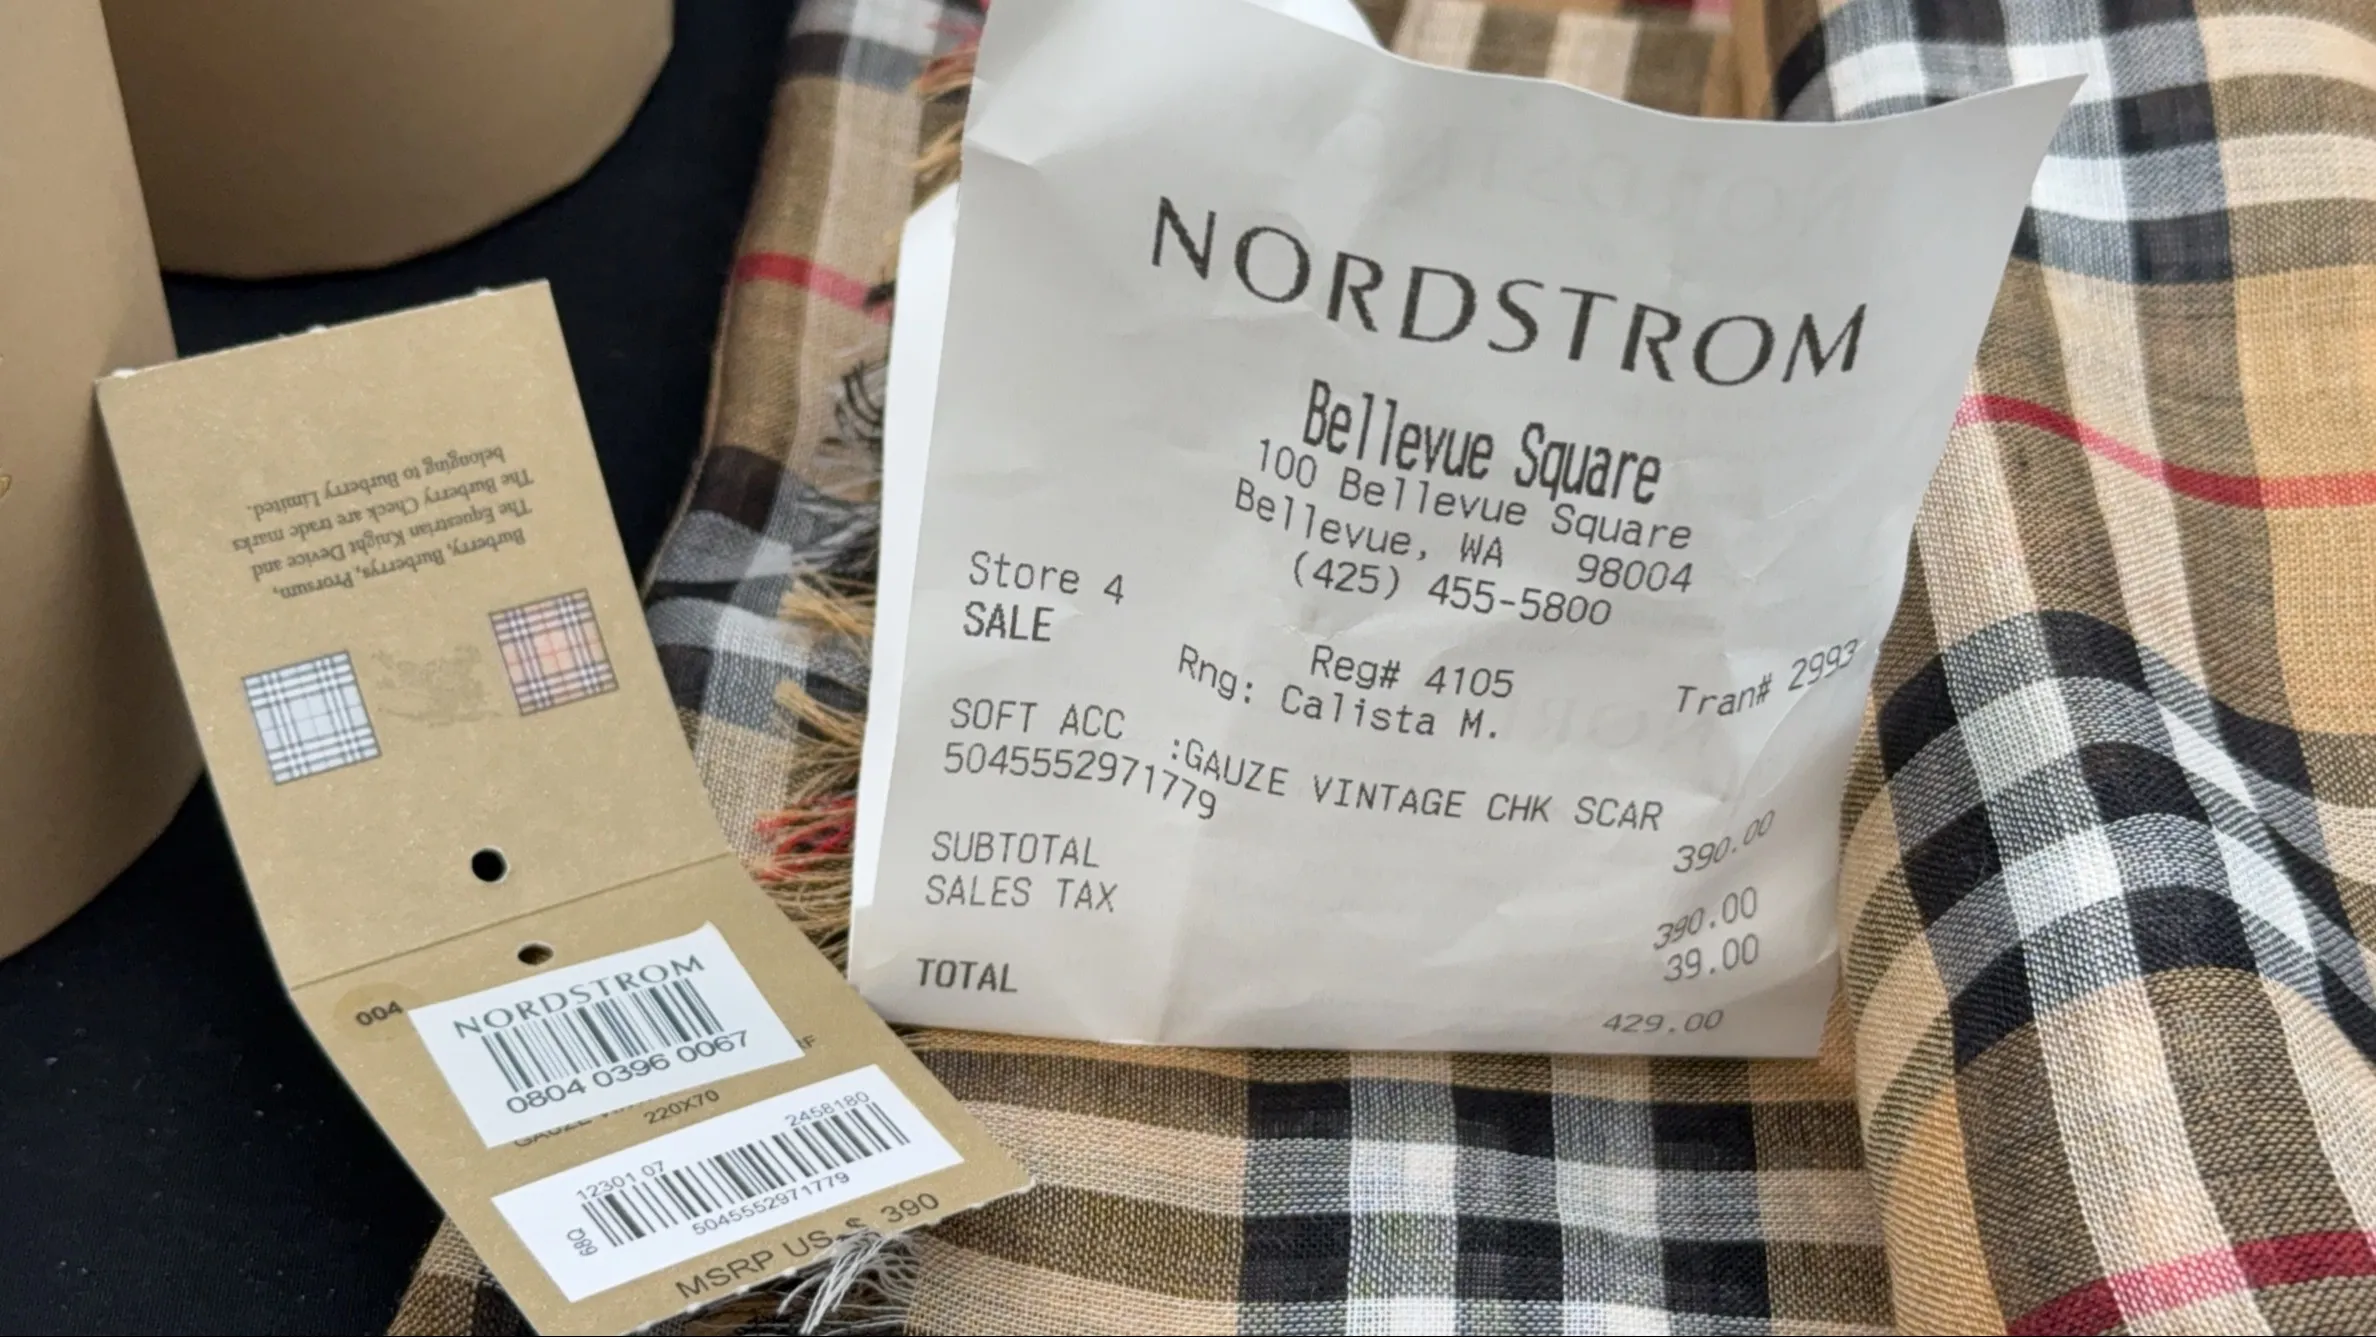 NORDSTROM
Bellevue Square
100 Bellevue Square
Bellevue, WA 98004
(425) 455-5800
Store 4
SALE
Reg# 4105 Tran# 2993
Rng: Calista M.
SOFT ACC :GAUZE VINTAGE CHK SCAR
5045552971779 390.00
SUBTOTAL 390.00
SALES TAX 39.00
TOTAL 429.00
Burberry, Burberrys, Prorsum,
The Equestrian Knight Device and
The Burberry Check are trade marks
belonging to Burberry Limited.
004
NORDSTROM
0804 0396 0067
GAUZE
220X70
12301 07 2458180
68Q
5045552971779
MSRP US $ 390